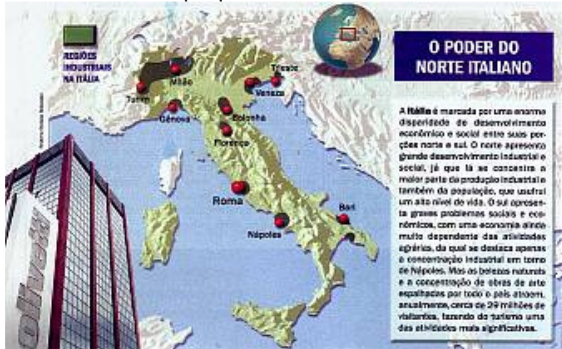 REGIÕES
INDUSTRIAIS
NA ITÁLIA
O PODER DO
NORTE ITALIANO
Trieste
Milão
Turim
Veneza
Gênova
Bolonha
Florença
Roma
Nápoles
Bari
A Itália é marcada por uma enorme
disparidade de desenvolvimento
econômico e social entre suas por-
ções norte e sul. O norte apresenta
grande desenvolvimento industrial e
social, já que lá se concentra a
maior parte da produção industrial e
também da população, que usufrui
um alto nível de vida. O sul apresen-
ta graves problemas sociais e eco-
nômicos, com uma economia ainda
muito dependente das atividades
agrárias, da qual se destaca apenas
a concentração industrial em torno
de Nápoles. Mas as belezas naturais
e a concentração de obras de arte
espalhadas por todo o país atraem,
anualmente, cerca de 29 milhões de
visitantes, fazendo do turismo uma
das atividades mais significativas.